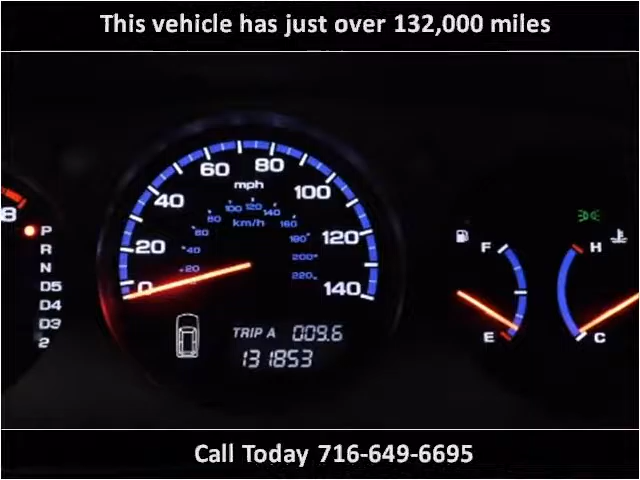 This vehicle has just over 132,000 miles
8
P
R
N
D5
D4
D3
2
0
20
40
60
80
100
120
140
mph
20
40
60
80
100
120
140
160
180
200
220
km/h
TRIP A 009.6
131853
F
E
H
C
Call Today 716-649-6695